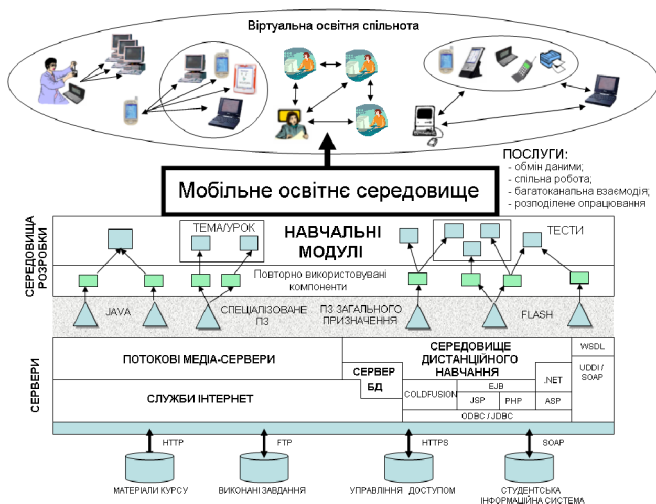 Віртуальна освітня спільнота
ПОСЛУГИ:
- обмін даними;
- спільна робота;
- багатоканальна взаємодія;
- розподілене опрацювання
Мобільне освітнє середовище
СЕРЕДОВИЩА
РОЗРОБКИ
ТЕМА/УРОК
НАВЧАЛЬНІ
МОДУЛІ
ТЕСТИ
Повторно використовувані
компоненти
JAVA
СПЕЦІАЛІЗОВАНЕ
ПЗ
ПЗ ЗАГАЛЬНОГО
ПРИЗНАЧЕННЯ
FLASH
СЕРВЕРИ
ПОТОКОВІ МЕДІА-СЕРВЕРИ
СЛУЖБИ ІНТЕРНЕТ
СЕРВЕР
БД
СЕРЕДОВИЩЕ
ДИСТАНЦІЙНОГО
НАВЧАННЯ
WSDL
UDDI /
SOAP
COLDFUSION
EJB
.NET
JSP
PHP
ASP
ODBC / JDBC
HTTP
FTP
HTTPS
SOAP
МАТЕРІАЛИ КУРСУ
ВИКОНАНІ ЗАВДАННЯ
УПРАВЛІННЯ ДОСТУПОМ
СТУДЕНТСЬКА
ІНФОРМАЦІЙНА СИСТЕМА